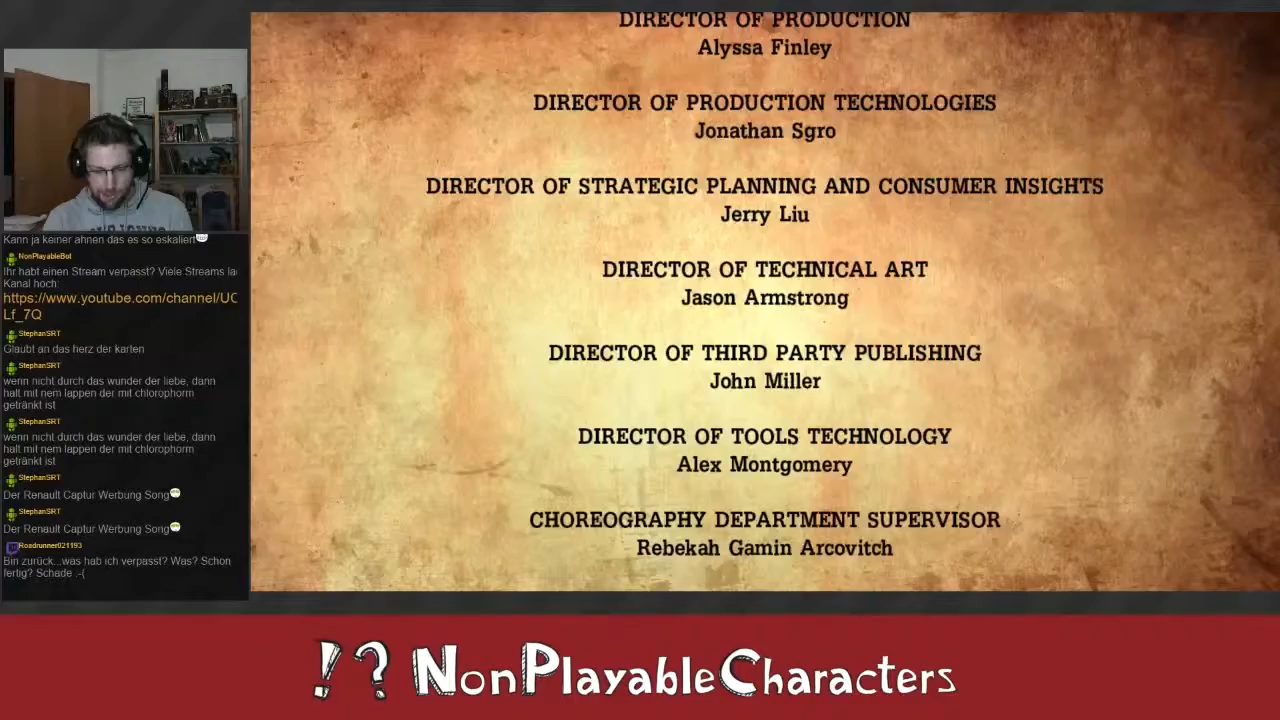 DIRECTOR OF PRODUCTION
Alyssa Finley
DIRECTOR OF PRODUCTION TECHNOLOGIES
Jonathan Sgro
DIRECTOR OF STRATEGIC PLANNING AND CONSUMER INSIGHTS
Jerry Liu
DIRECTOR OF TECHNICAL ART
Jason Armstrong
DIRECTOR OF THIRD PARTY PUBLISHING
John Miller
DIRECTOR OF TOOLS TECHNOLOGY
Alex Montgomery
CHOREOGRAPHY DEPARTMENT SUPERVISOR
Rebekah Gamin Arcovitch
Kann ja keiner ahnen das es so eskaliert
NonPlayableBot
Ihr habt einen Stream verpasst? Viele Streams la
Kanal hoch:
https://www.youtube.com/channel/UC
Lf_7Q
StephanSRT
Glaubt an das herz der karten
StephanSRT
wenn nicht durch das wunder der liebe, dann
halt mit nem lappen der mit chlorophorm
getränkt ist
StephanSRT
wenn nicht durch das wunder der liebe, dann
halt mit nem lappen der mit chlorophorm
getränkt ist
StephanSRT
Der Renault Captur Werbung Song
StephanSRT
Der Renault Captur Werbung Song
Roadrunner021193
Bin zurück...was hab ich verpasst? Was? Schon
fertig? Schade :-(
!? NonPlayableCharacters